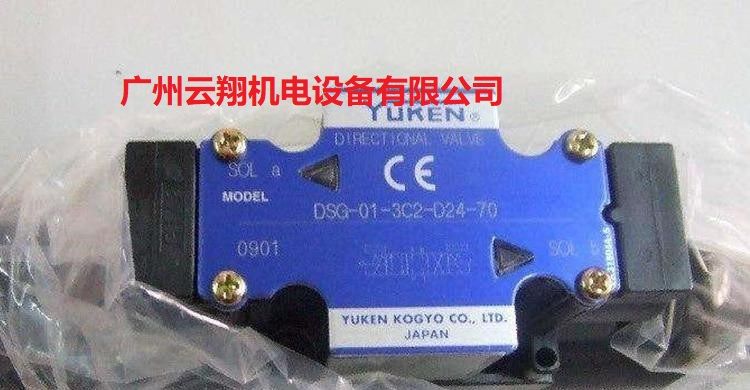 广州云翔机电设备有限公司
YUKEN®
DIRECTIONAL VALVE
SOL a
CE
MODEL
DSG-01-3C2-D24-70
0901
SOL b
YUKEN KOGYO CO., LTD.
JAPAN